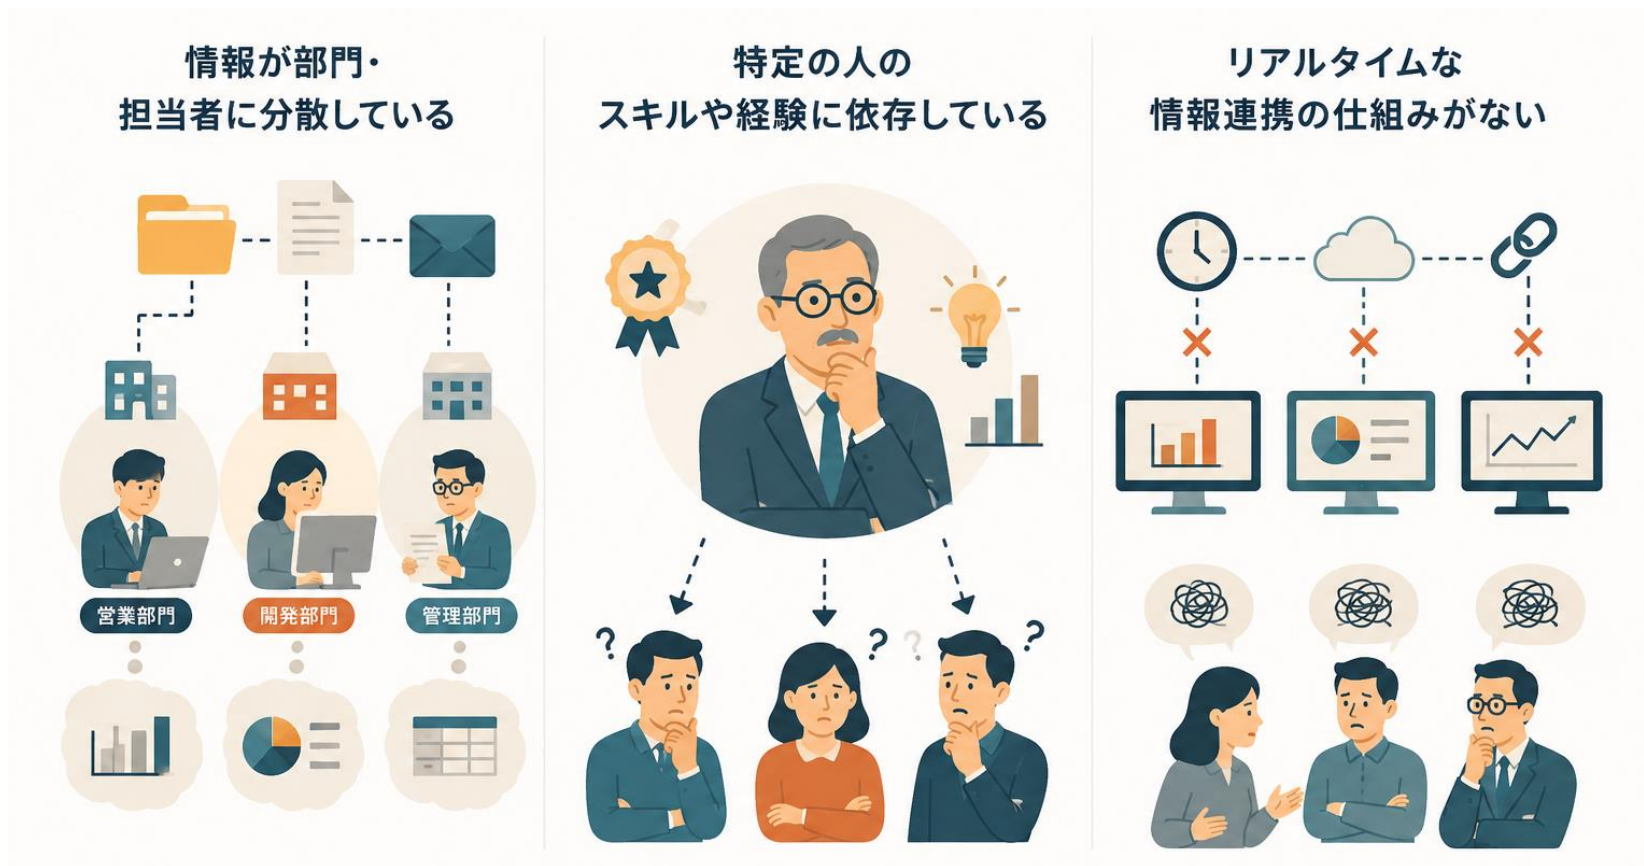 情報が部門・
担当者に分散している
営業部門
開発部門
管理部門
特定の人の
スキルや経験に依存している
?
?
?
?
リアルタイムな
情報連携の仕組みがない